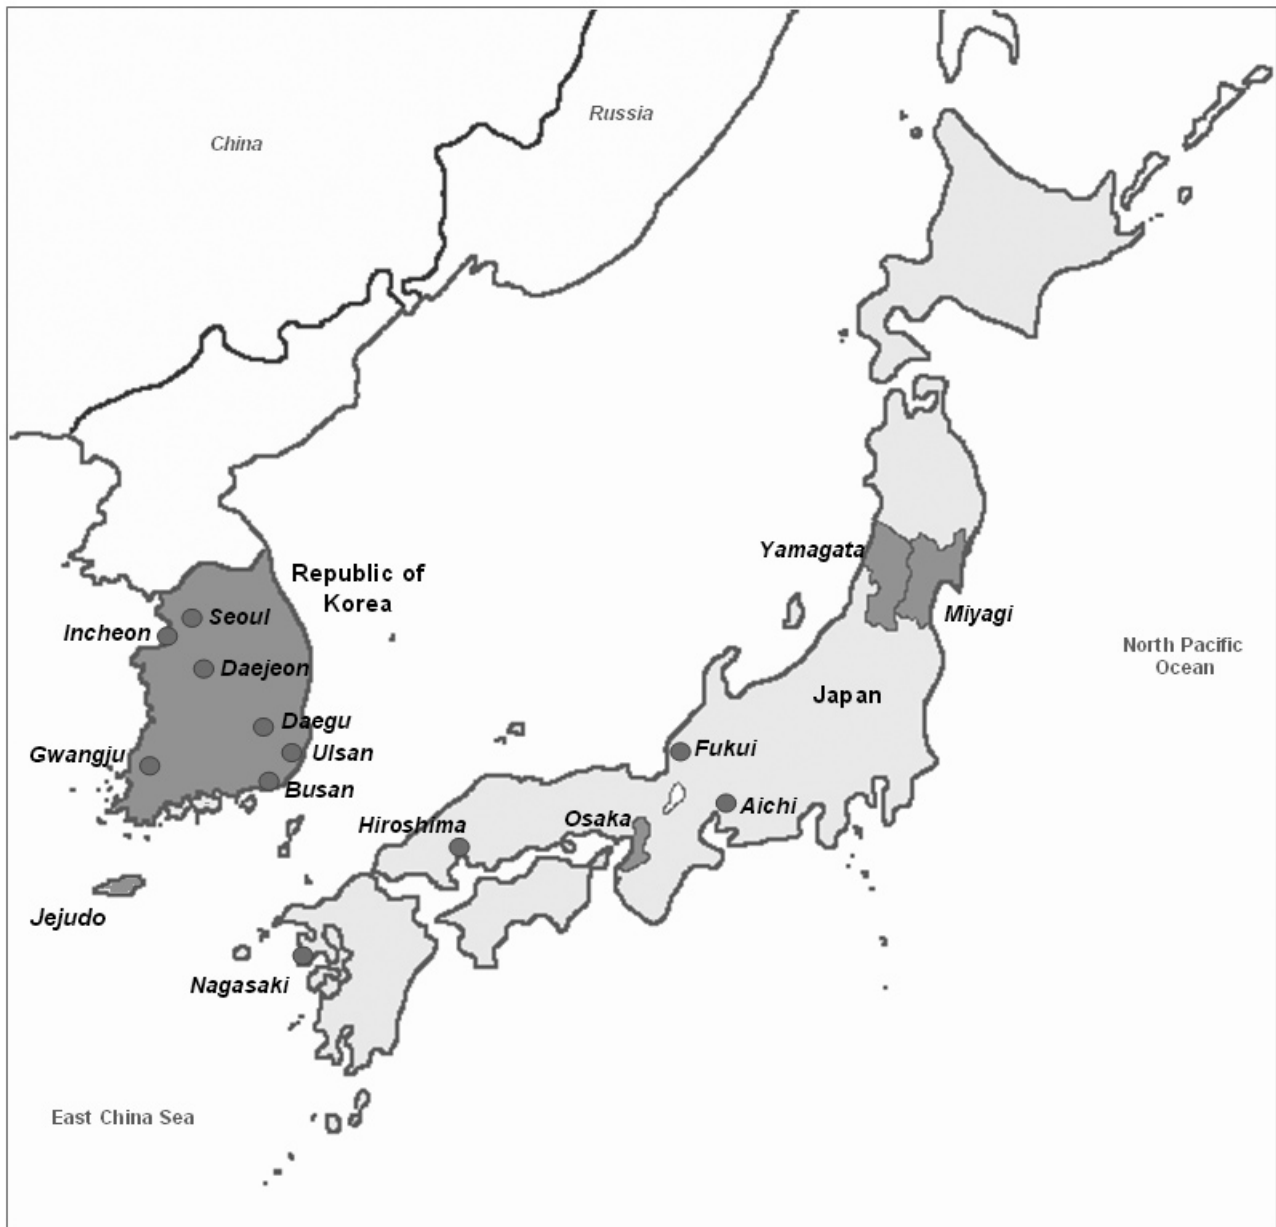 Russia
China
Yamagata
Republic of
Korea
Seoul
Miyagi
Incheon
North Pacific
Ocean
Daejeon
Japan
Daegu
Fukui
Gwangju
Ulsan
Busan
Aichi
Osaka
Hiroshima
Jejudo
Nagasaki
East China Sea